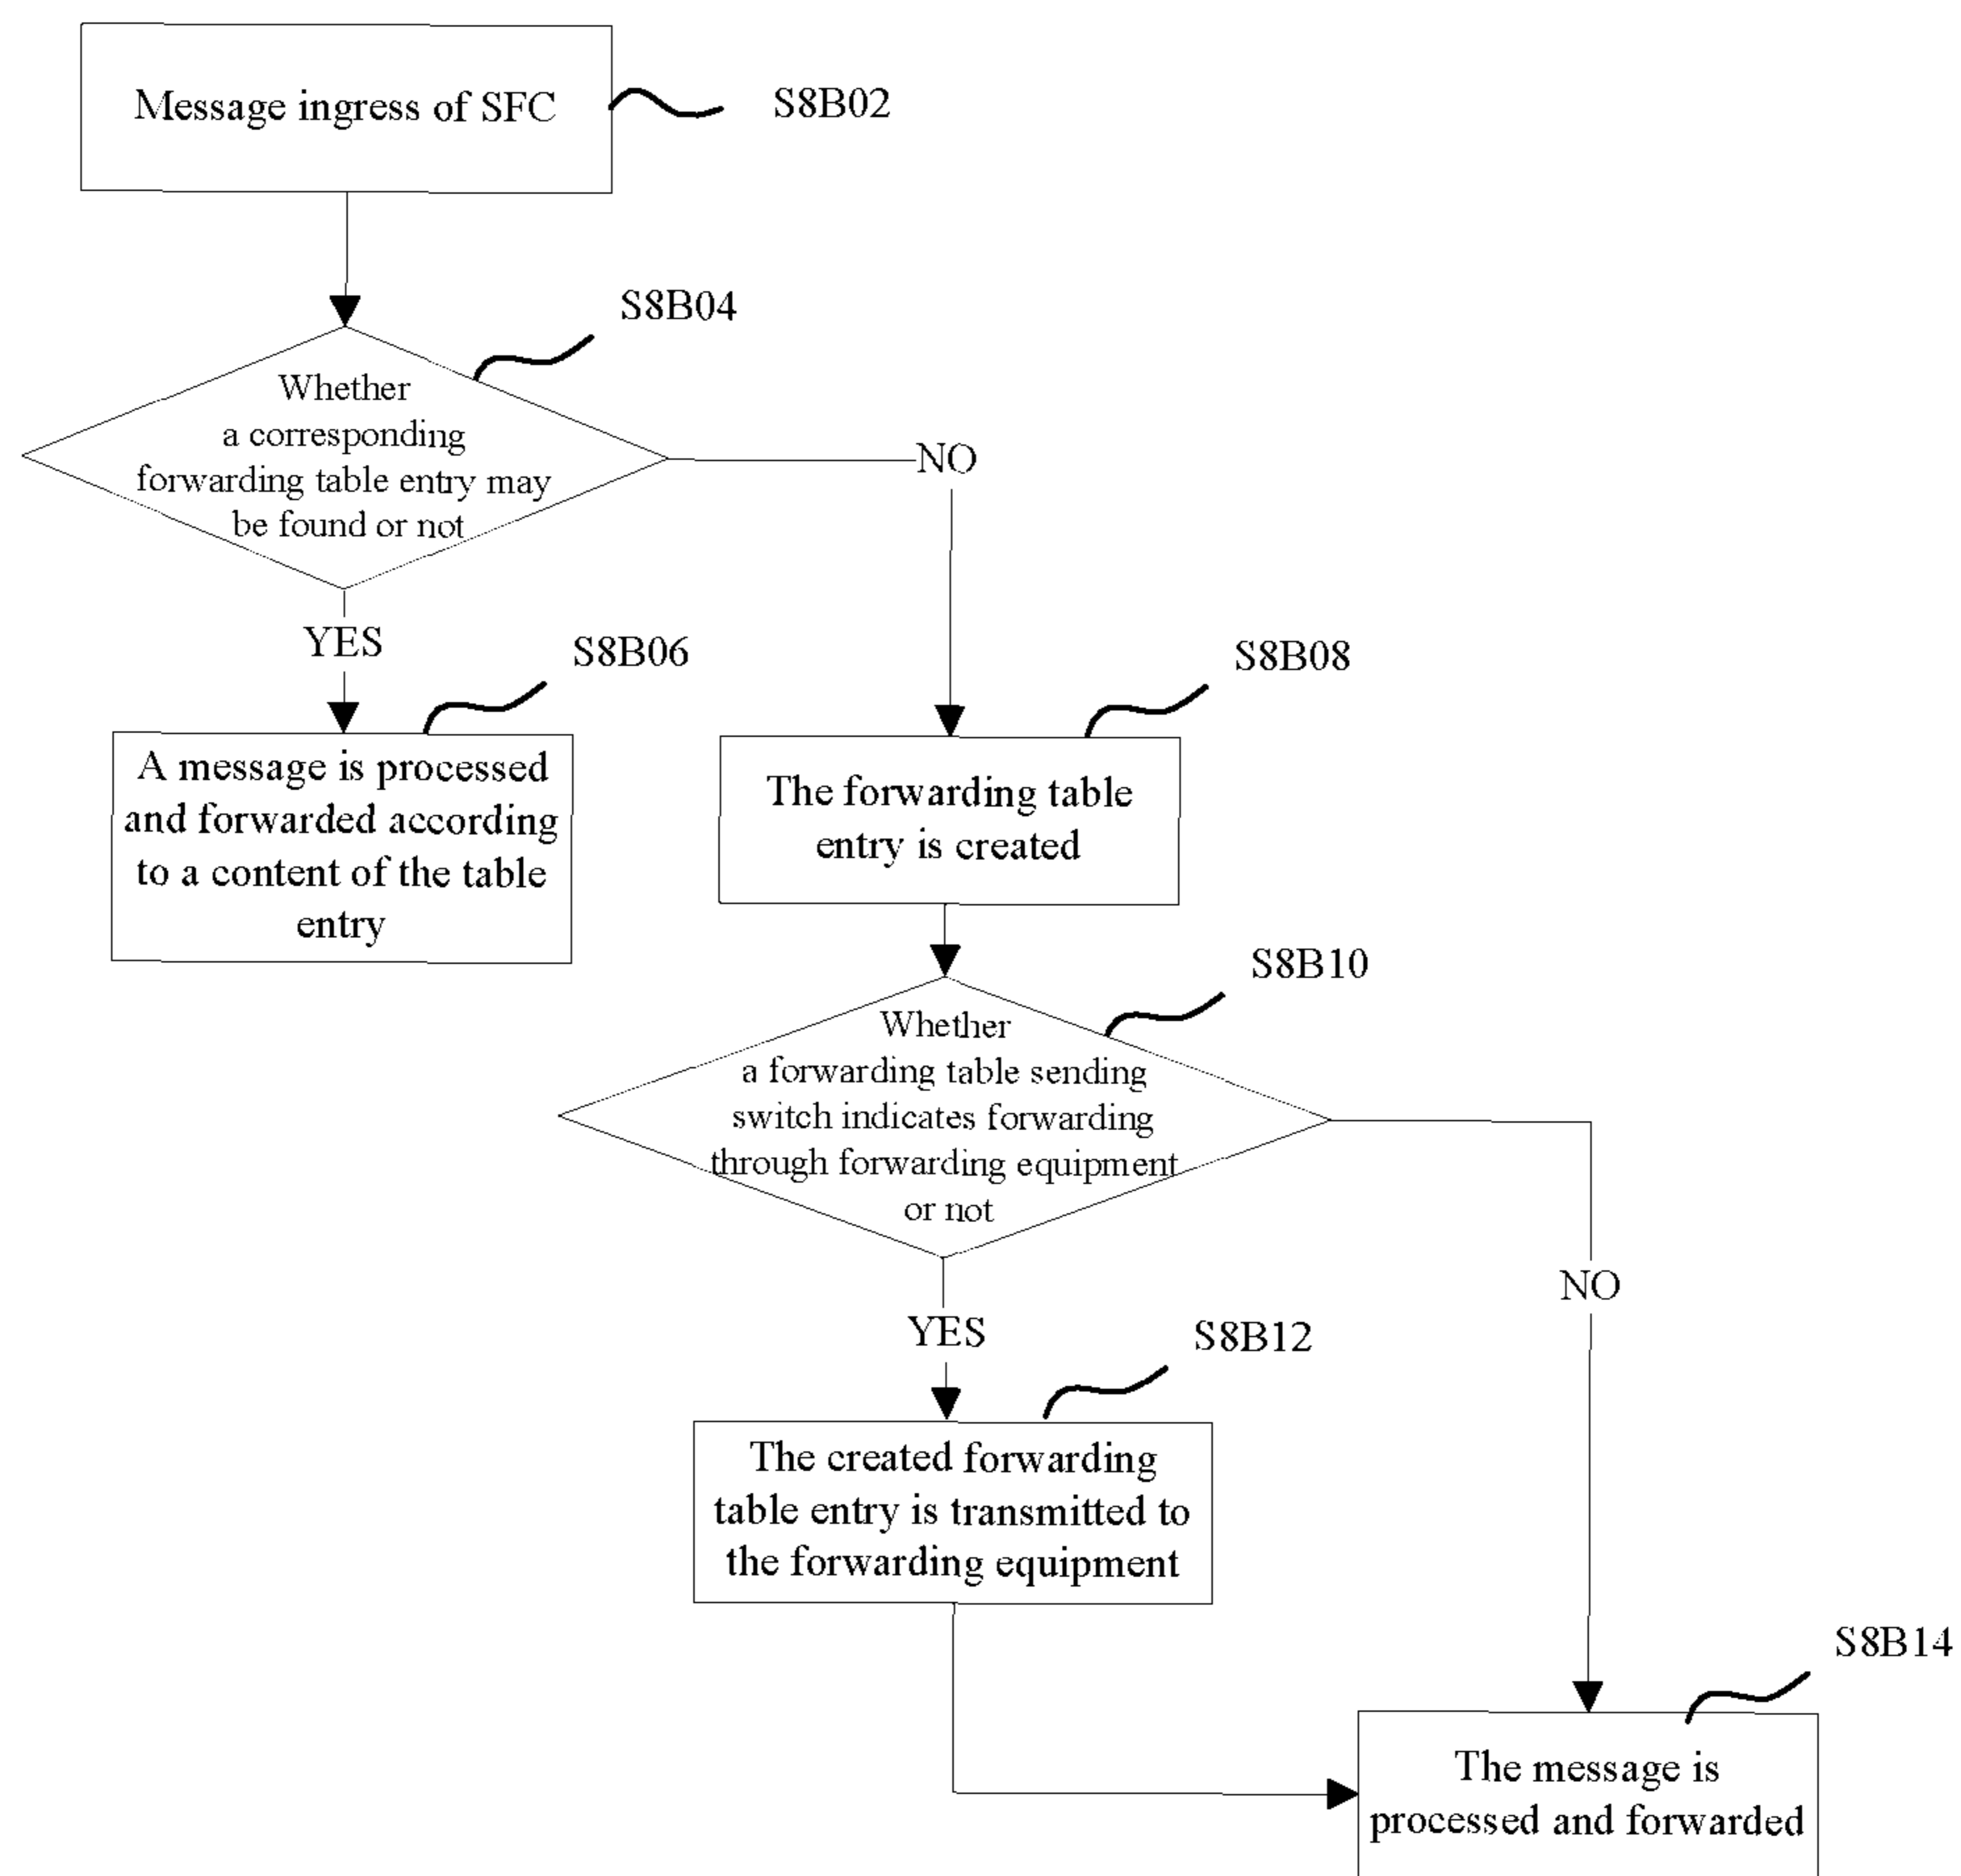 Message ingress of SFC
S8B02
S8B04
Whether
a corresponding
forwarding table entry may
be found or not
NO
YES
S8B06
S8B08
A message is processed
and forwarded according
to a content of the table
entry
The forwarding table
entry is created
S8B10
Whether
a forwarding table sending
switch indicates forwarding
through forwarding equipment
or not
NO
YES
S8B12
The created forwarding
table entry is transmitted to
the forwarding equipment
S8B14
The message is
processed and forwarded